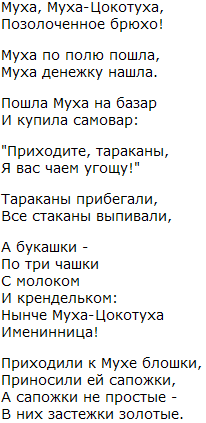 Муха, Муха-Цокотуха,
Позолоченное брюхо!
Муха по полю пошла,
Муха денежку нашла.
Пошла Муха на базар
И купила самовар:
"Приходите, тараканы,
Я вас чаем угощу!"
Тараканы прибегали,
Все стаканы выпивали,
А букашки -
По три чашки
С молоком
И крендельком:
Нынче Муха-Цокотуха
Именинница!
Приходили к Мухе блошки,
Приносили ей сапожки,
А сапожки не простые -
В них застежки золотые.